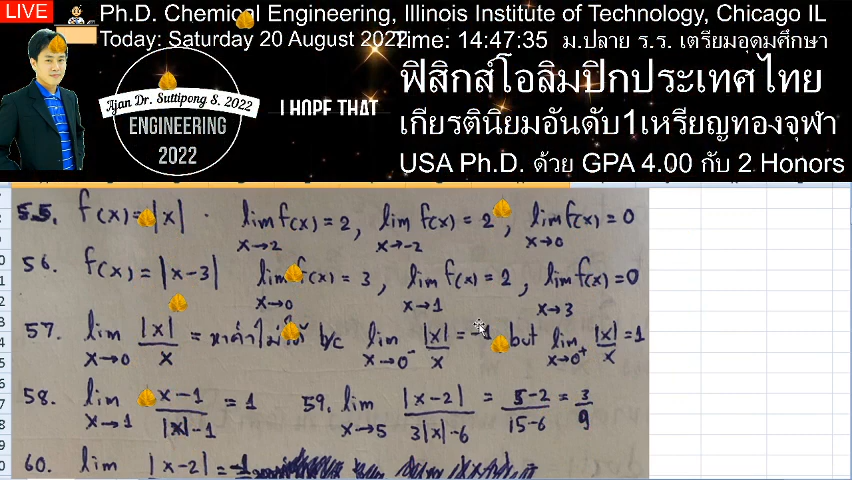 LIVE Ph.D. Chemical Engineering, Illinois Institute of Technology, Chicago IL
Today: Saturday 20 August 2022 Time: 14:47:35 ม.ปลาย ร.ร. เตรียมอุดมศึกษา
ฟิสิกส์โอลิมปิกประเทศไทย
เกียรตินิยมอันดับ1เหรียญทองจุฬา
USA Ph.D. ด้วย GPA 4.00 กับ 2 Honors
Ajan Dr. Suttipong S. 2022
ENGINEERING
2022
I HOPE THAT
55. f(x) = |x| . lim f(x) = 2, lim f(x) = 2, lim f(x) = 0
x→2 x→-2 x→0
56. f(x) = |x-3| lim f(x) = 3, lim f(x) = 2, lim f(x) = 0
x→0 x→1 x→3
57. lim |x|/x = หาค่าไม่ได้ b/c lim |x|/x = -1 but lim |x|/x = 1
x→0 x→0⁻ x→0⁺
58. lim x-1/|x|-1 = 1 59. lim |x-2|/3|x|-6 = 5-2/15-6 = 3/9
x→1 x→5
60. lim |x-2| =